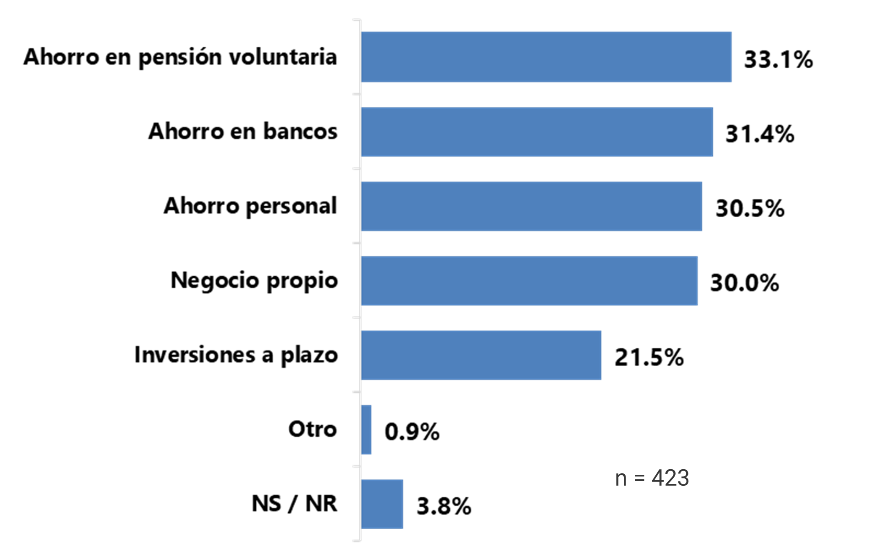 Ahorro en pensión voluntaria 33.1%
Ahorro en bancos 31.4%
Ahorro personal 30.5%
Negocio propio 30.0%
Inversiones a plazo 21.5%
Otro 0.9%
n = 423
NS / NR 3.8%